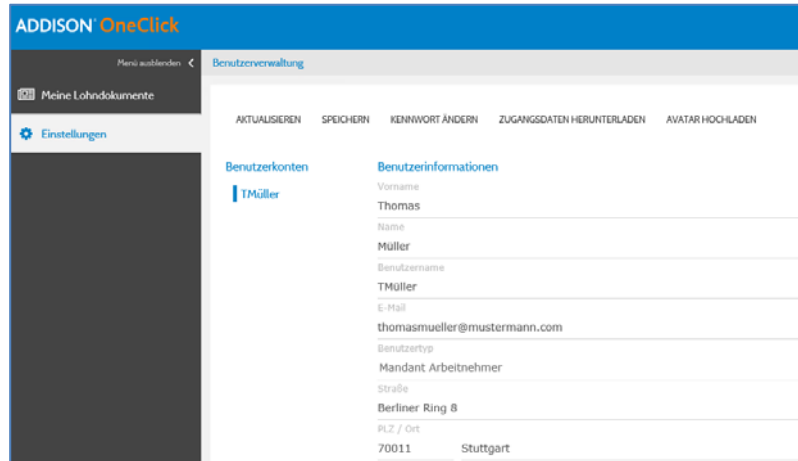 ADDISON® OneClick
Menü ausblenden
Benutzerverwaltung
Meine Lohndokumente
Einstellungen
AKTUALISIEREN SPEICHERN KENNWORT ÄNDERN ZUGANGSDATEN HERUNTERLADEN AVATAR HOCHLADEN
Benutzerkonten
TMüller
Benutzerinformationen
Vorname
Thomas
Name
Müller
Benutzername
TMüller
E-Mail
thomasmueller@mustermann.com
Benutzertyp
Mandant Arbeitnehmer
Straße
Berliner Ring 8
PLZ / Ort
70011 Stuttgart